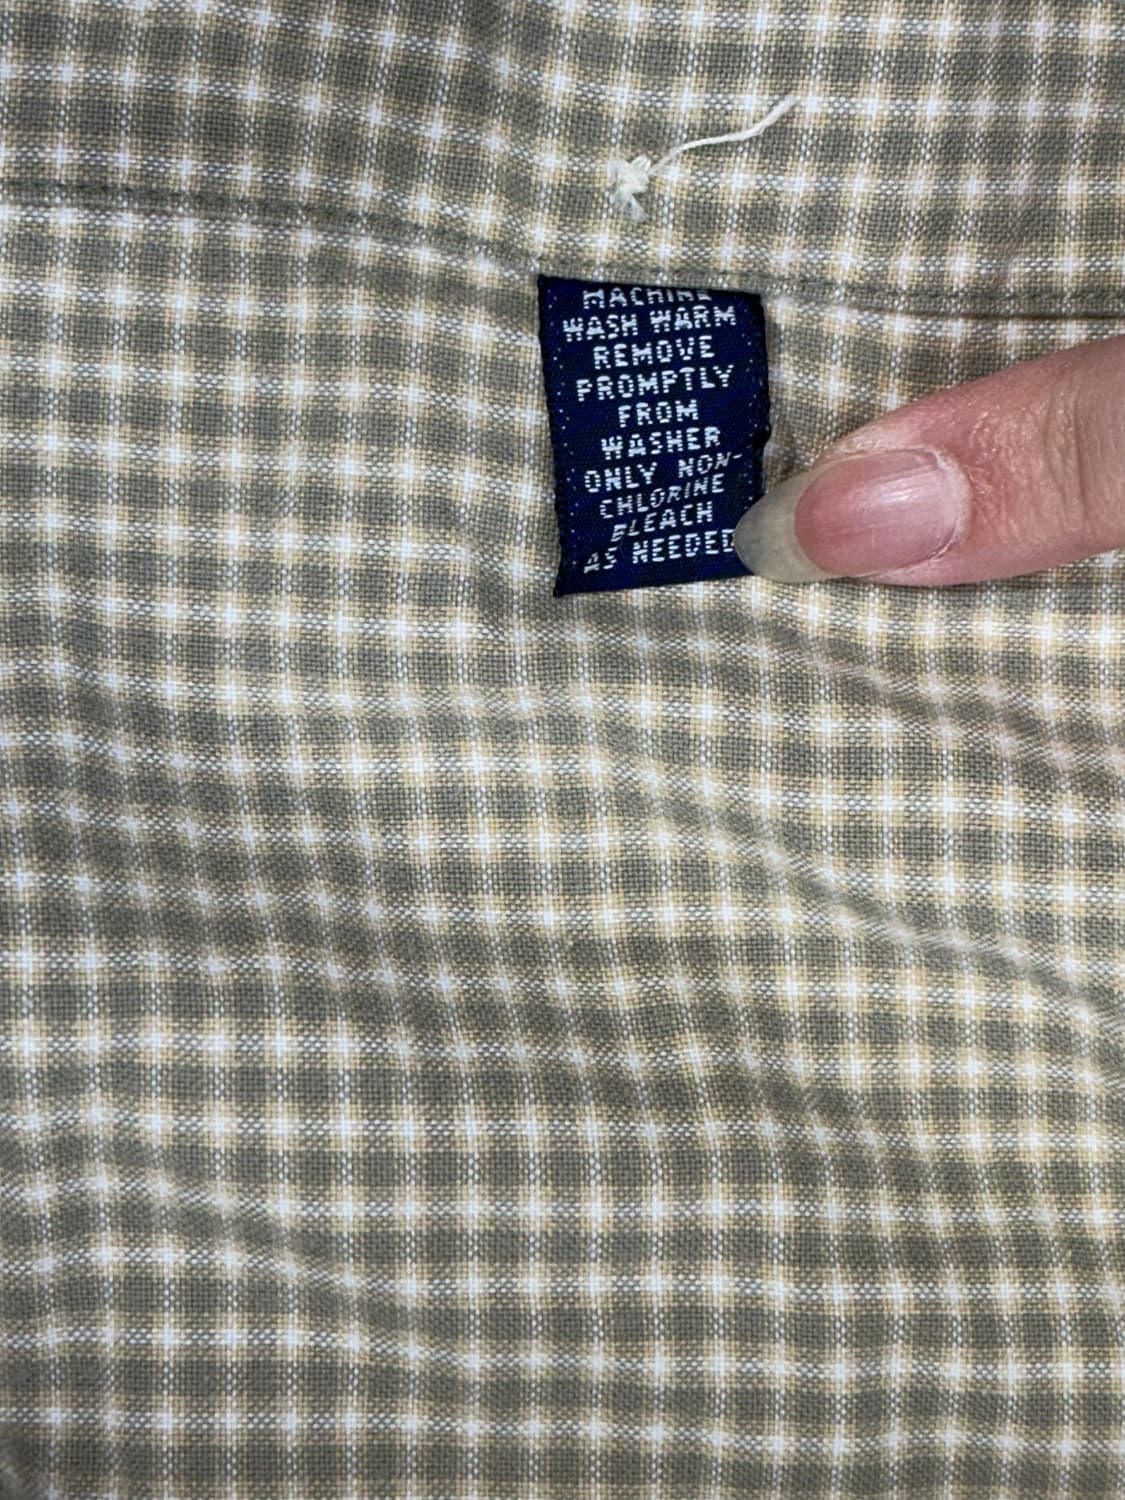 MACHINE
WASH WARM
REMOVE
PROMPTLY
FROM
WASHER
ONLY NON-
CHLORINE
BLEACH
AS NEEDED